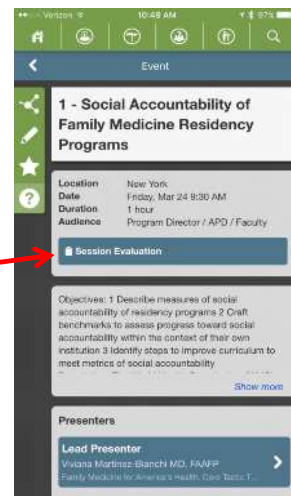 Verizon 10:48 AM 97%
Event
1 - Social Accountability of
Family Medicine Residency
Programs
Location New York
Date Friday, Mar 24 9:30 AM
Duration 1 hour
Audience Program Director / APD / Faculty
Session Evaluation
Objectives: 1 Describe measures of social
accountability of residency programs 2 Craft
benchmarks to assess progress toward social
accountability within the context of their own
institution 3 Identify steps to improve curriculum to
meet metrics of social accountability
Show more
Presenters
Lead Presenter
Viviana Martinez-Bianchi MD, FAAFP
Family Medicine for America's Health, Core Tactic T...